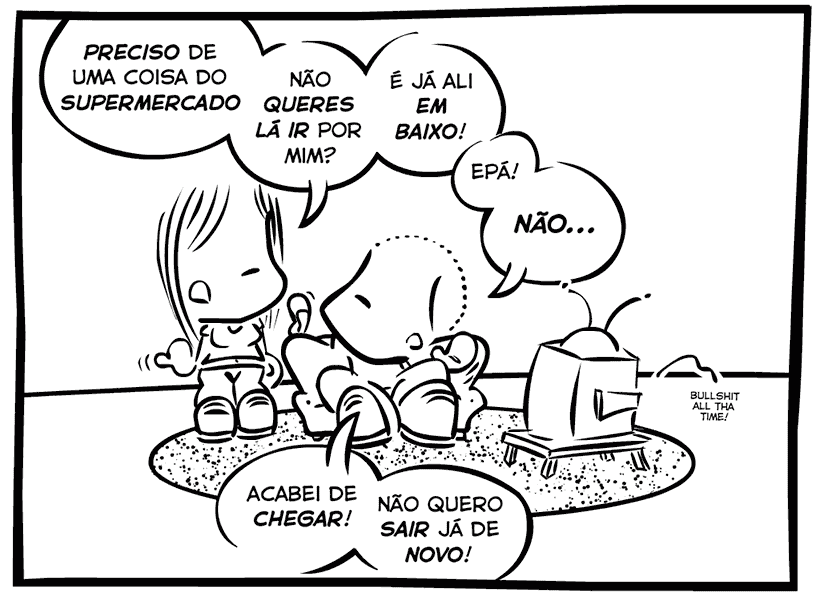 PRECISO DE
UMA COISA DO
SUPERMERCADO
NÃO
QUERES
LÁ IR POR
MIM?
É JÁ ALI
EM
BAIXO!
EPÁ!
NÃO...
BULLSHIT
ALL THA
TIME!
ACABEI DE
CHEGAR!
NÃO QUERO
SAIR JÁ DE
NOVO!